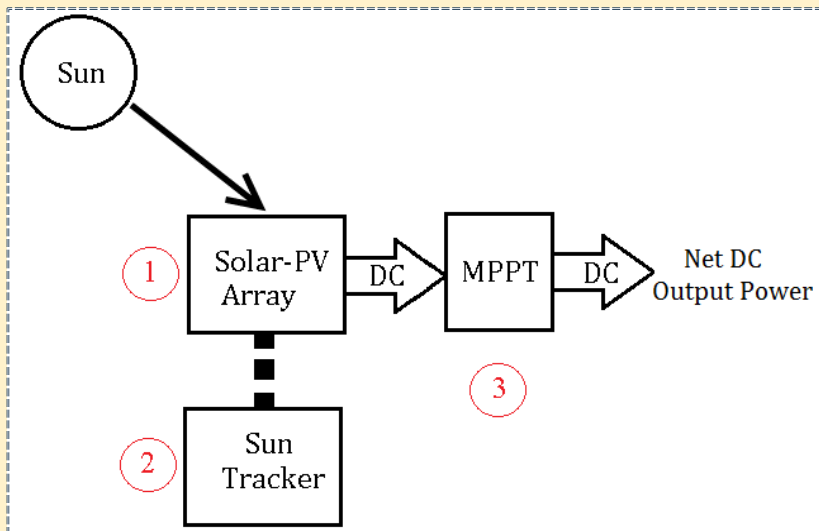 Sun
1
Solar-PV
Array
DC
MPPT
DC
Net DC
Output Power
3
2
Sun
Tracker